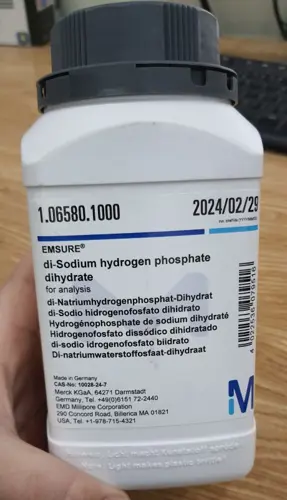 1.06580.1000
2024/02/29
EMSURE®
di-Sodium hydrogen phosphate
dihydrate
for analysis
di-Natriumhydrogenphosphat-Dihydrat
di-Sodio hidrogenofosfato dihidrato
Hydrogénophosphate de sodium dihydraté
Hidrogenofosfato dissódico dihidratado
di-sodio idrogenofosfato biidrato
Di-natriumwaterstoffosfaat-dihydraat
Made in Germany
CAS-No: 10028-24-7
Merck KGaA, 64271 Darmstadt
Germany, Tel. +49(0)6151 72-2440
EMD Millipore Corporation
290 Concord Road, Billerica MA 01821
USA, Tel. +1-978-715-4321
M